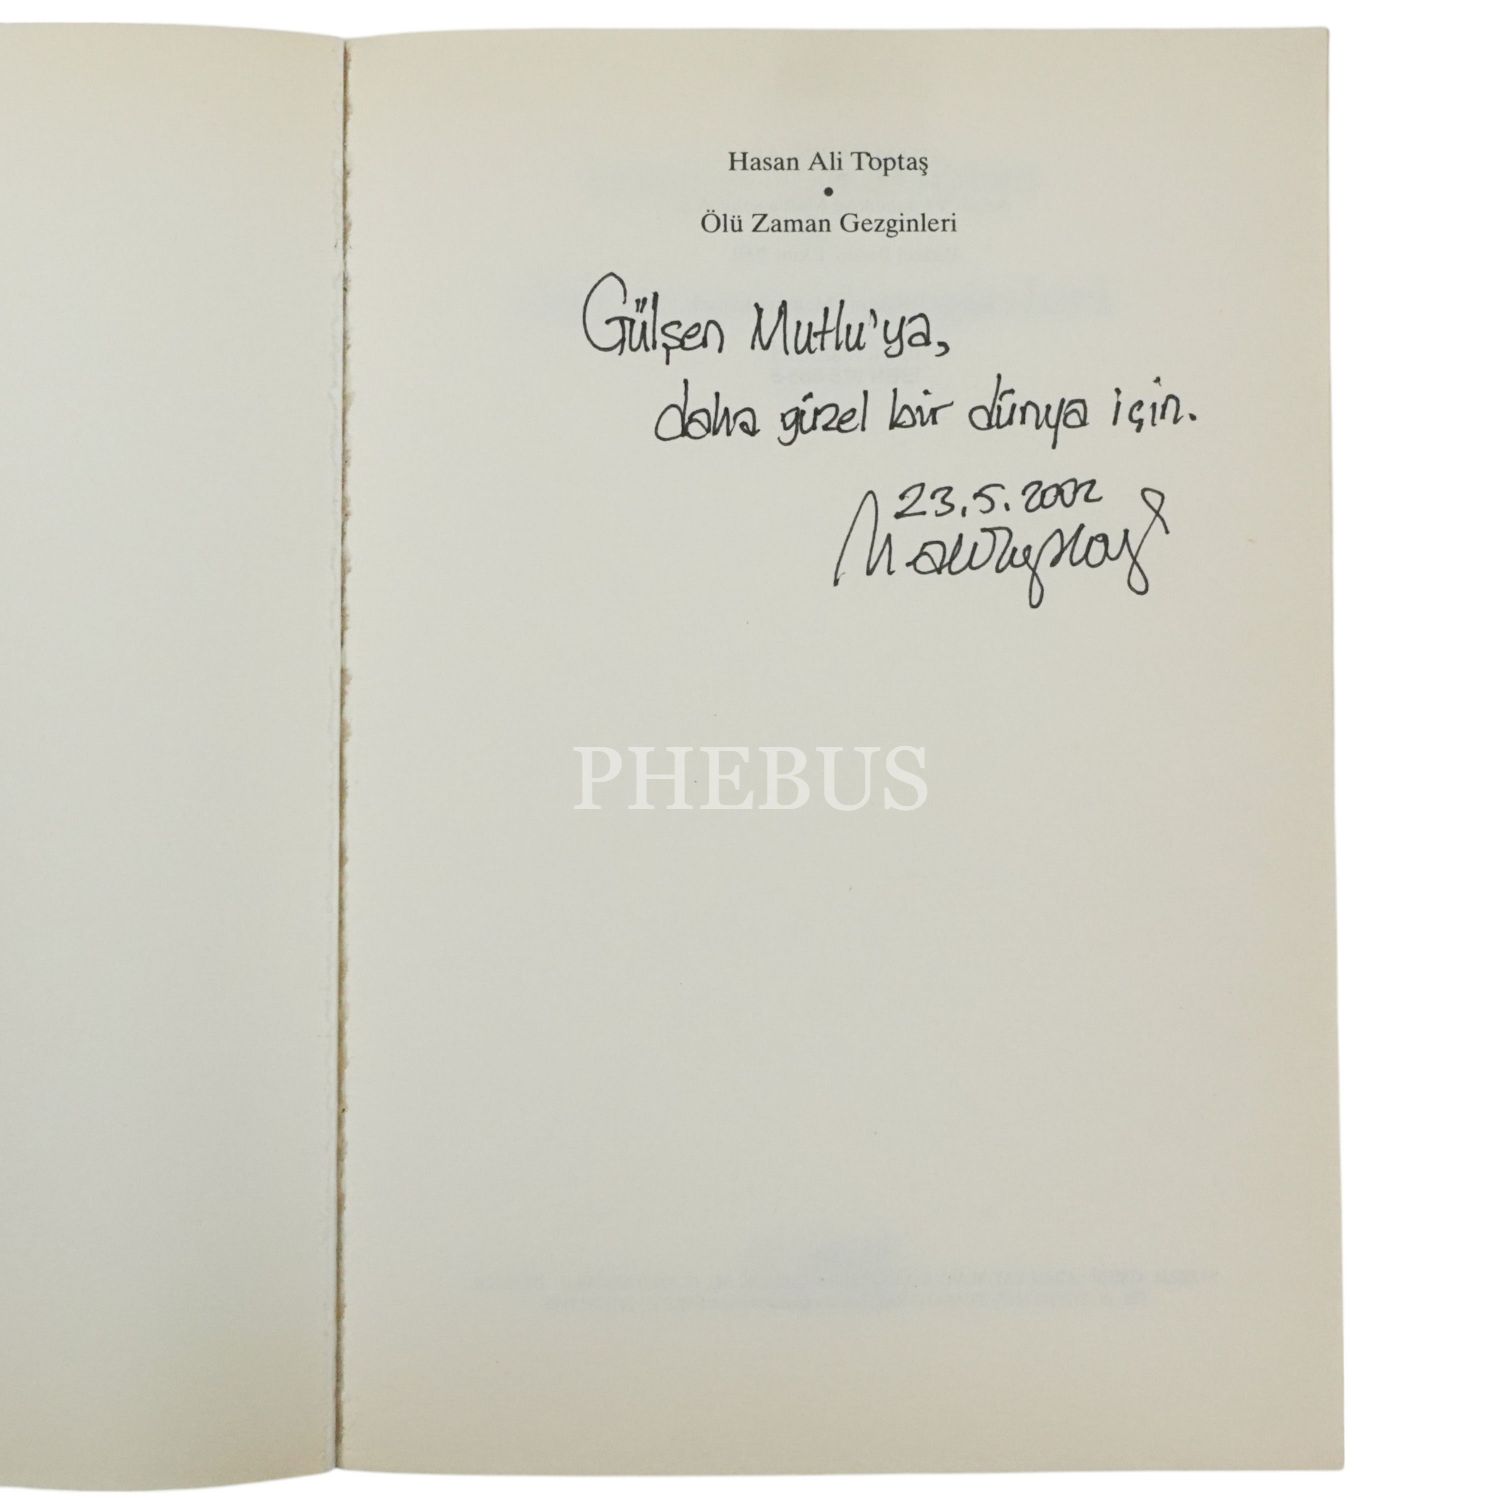 Hasan Ali Toptaş
•
Ölü Zaman Gezginleri
Gülşen Mutlu'ya,
daha güzel bir dünya için.
23.5.2002
PHEBUS